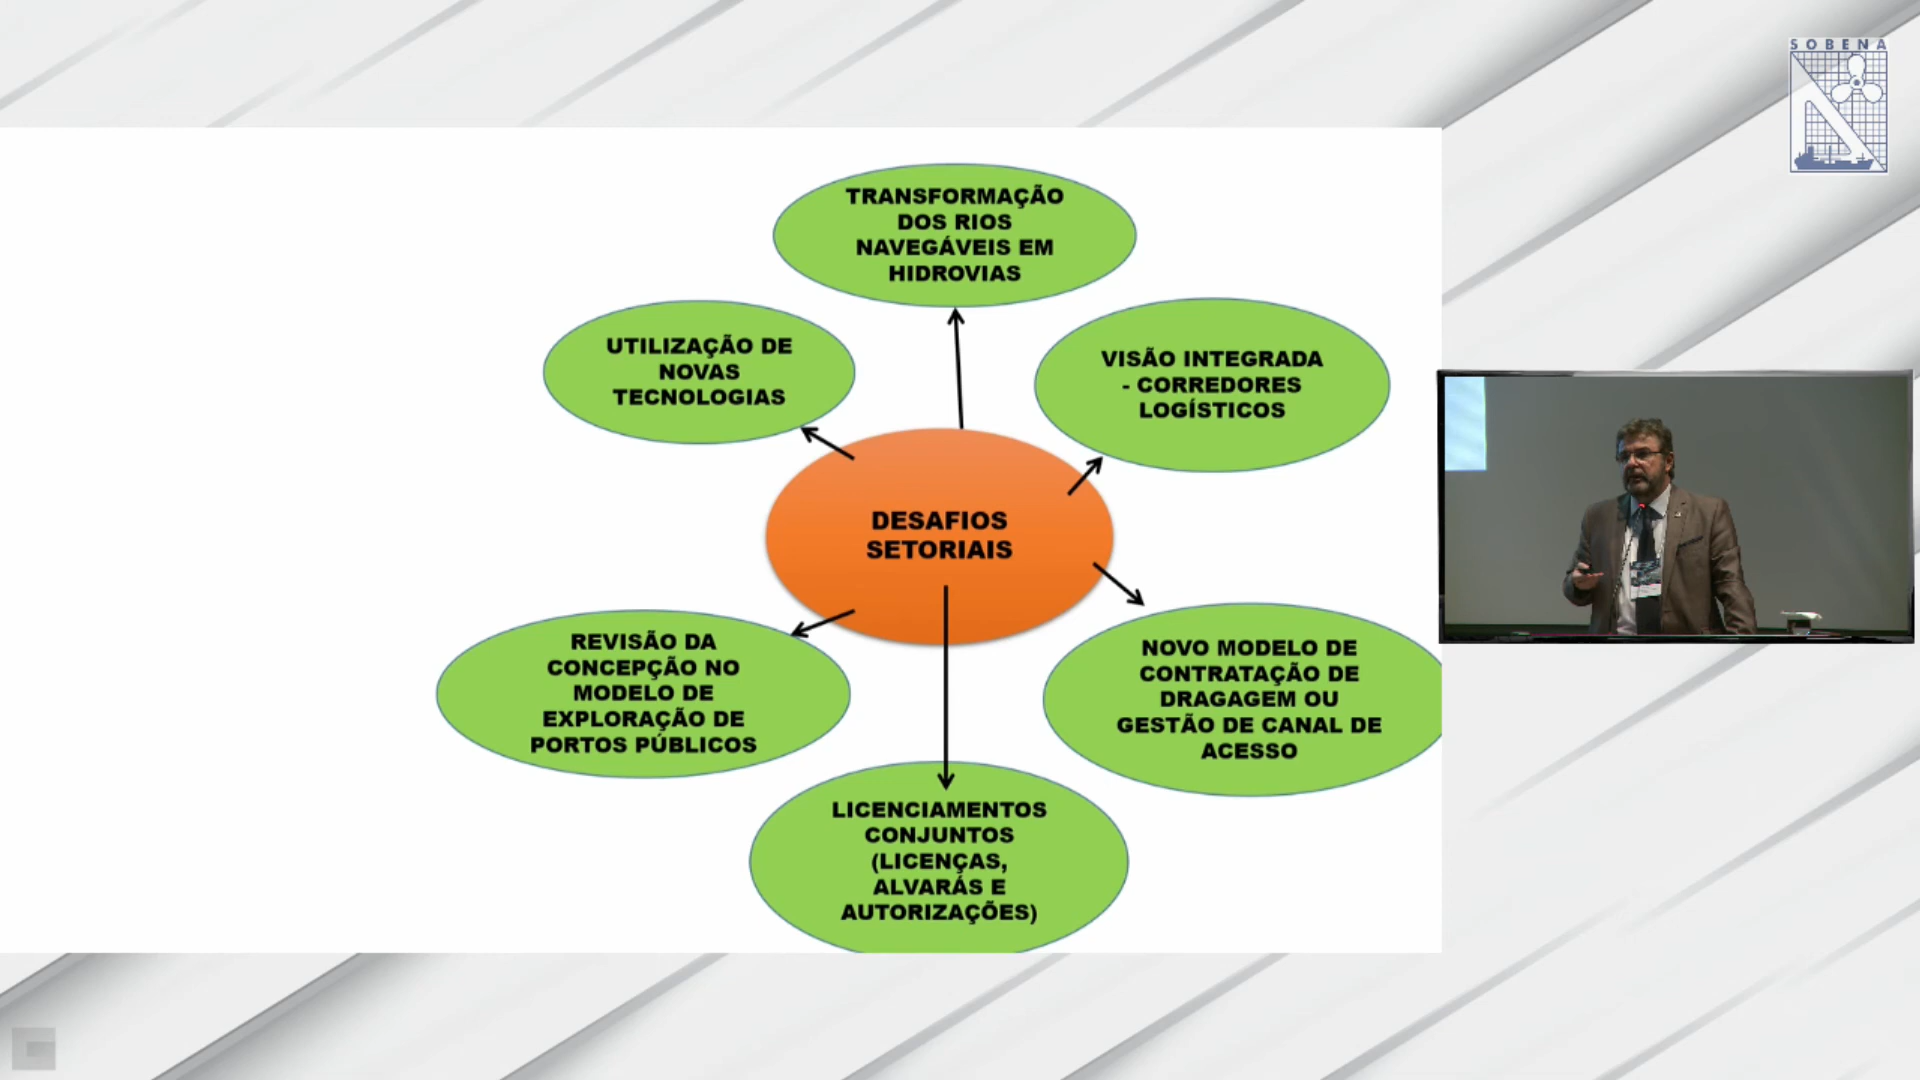 SOBENA
TRANSFORMAÇÃO
DOS RIOS
NAVEGÁVEIS EM
HIDROVIAS
UTILIZAÇÃO DE
NOVAS
TECNOLOGIAS
VISÃO INTEGRADA
- CORREDORES
LOGÍSTICOS
DESAFIOS
SETORIAIS
REVISÃO DA
CONCEPÇÃO NO
MODELO DE
EXPLORAÇÃO DE
PORTOS PÚBLICOS
NOVO MODELO DE
CONTRATAÇÃO DE
DRAGAGEM OU
GESTÃO DE CANAL DE
ACESSO
LICENCIAMENTOS
CONJUNTOS
(LICENÇAS,
ALVARÁS E
AUTORIZAÇÕES)